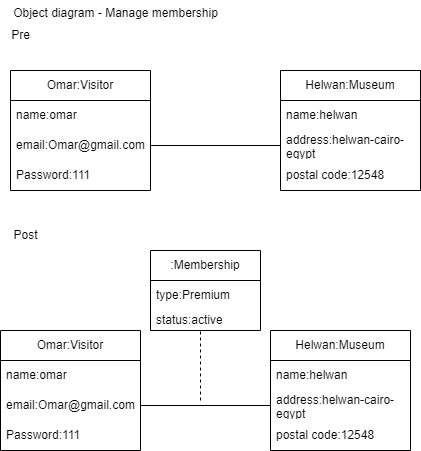 Object diagram - Manage membership
Pre
Omar:Visitor
name:omar
email:Omar@gmail.com
Password:111
Helwan:Museum
name:helwan
address:helwan-cairo-
egypt
postal code:12548
Post
:Membership
type:Premium
status:active
Omar:Visitor
name:omar
email:Omar@gmail.com
Password:111
Helwan:Museum
name:helwan
address:helwan-cairo-
egypt
postal code:12548